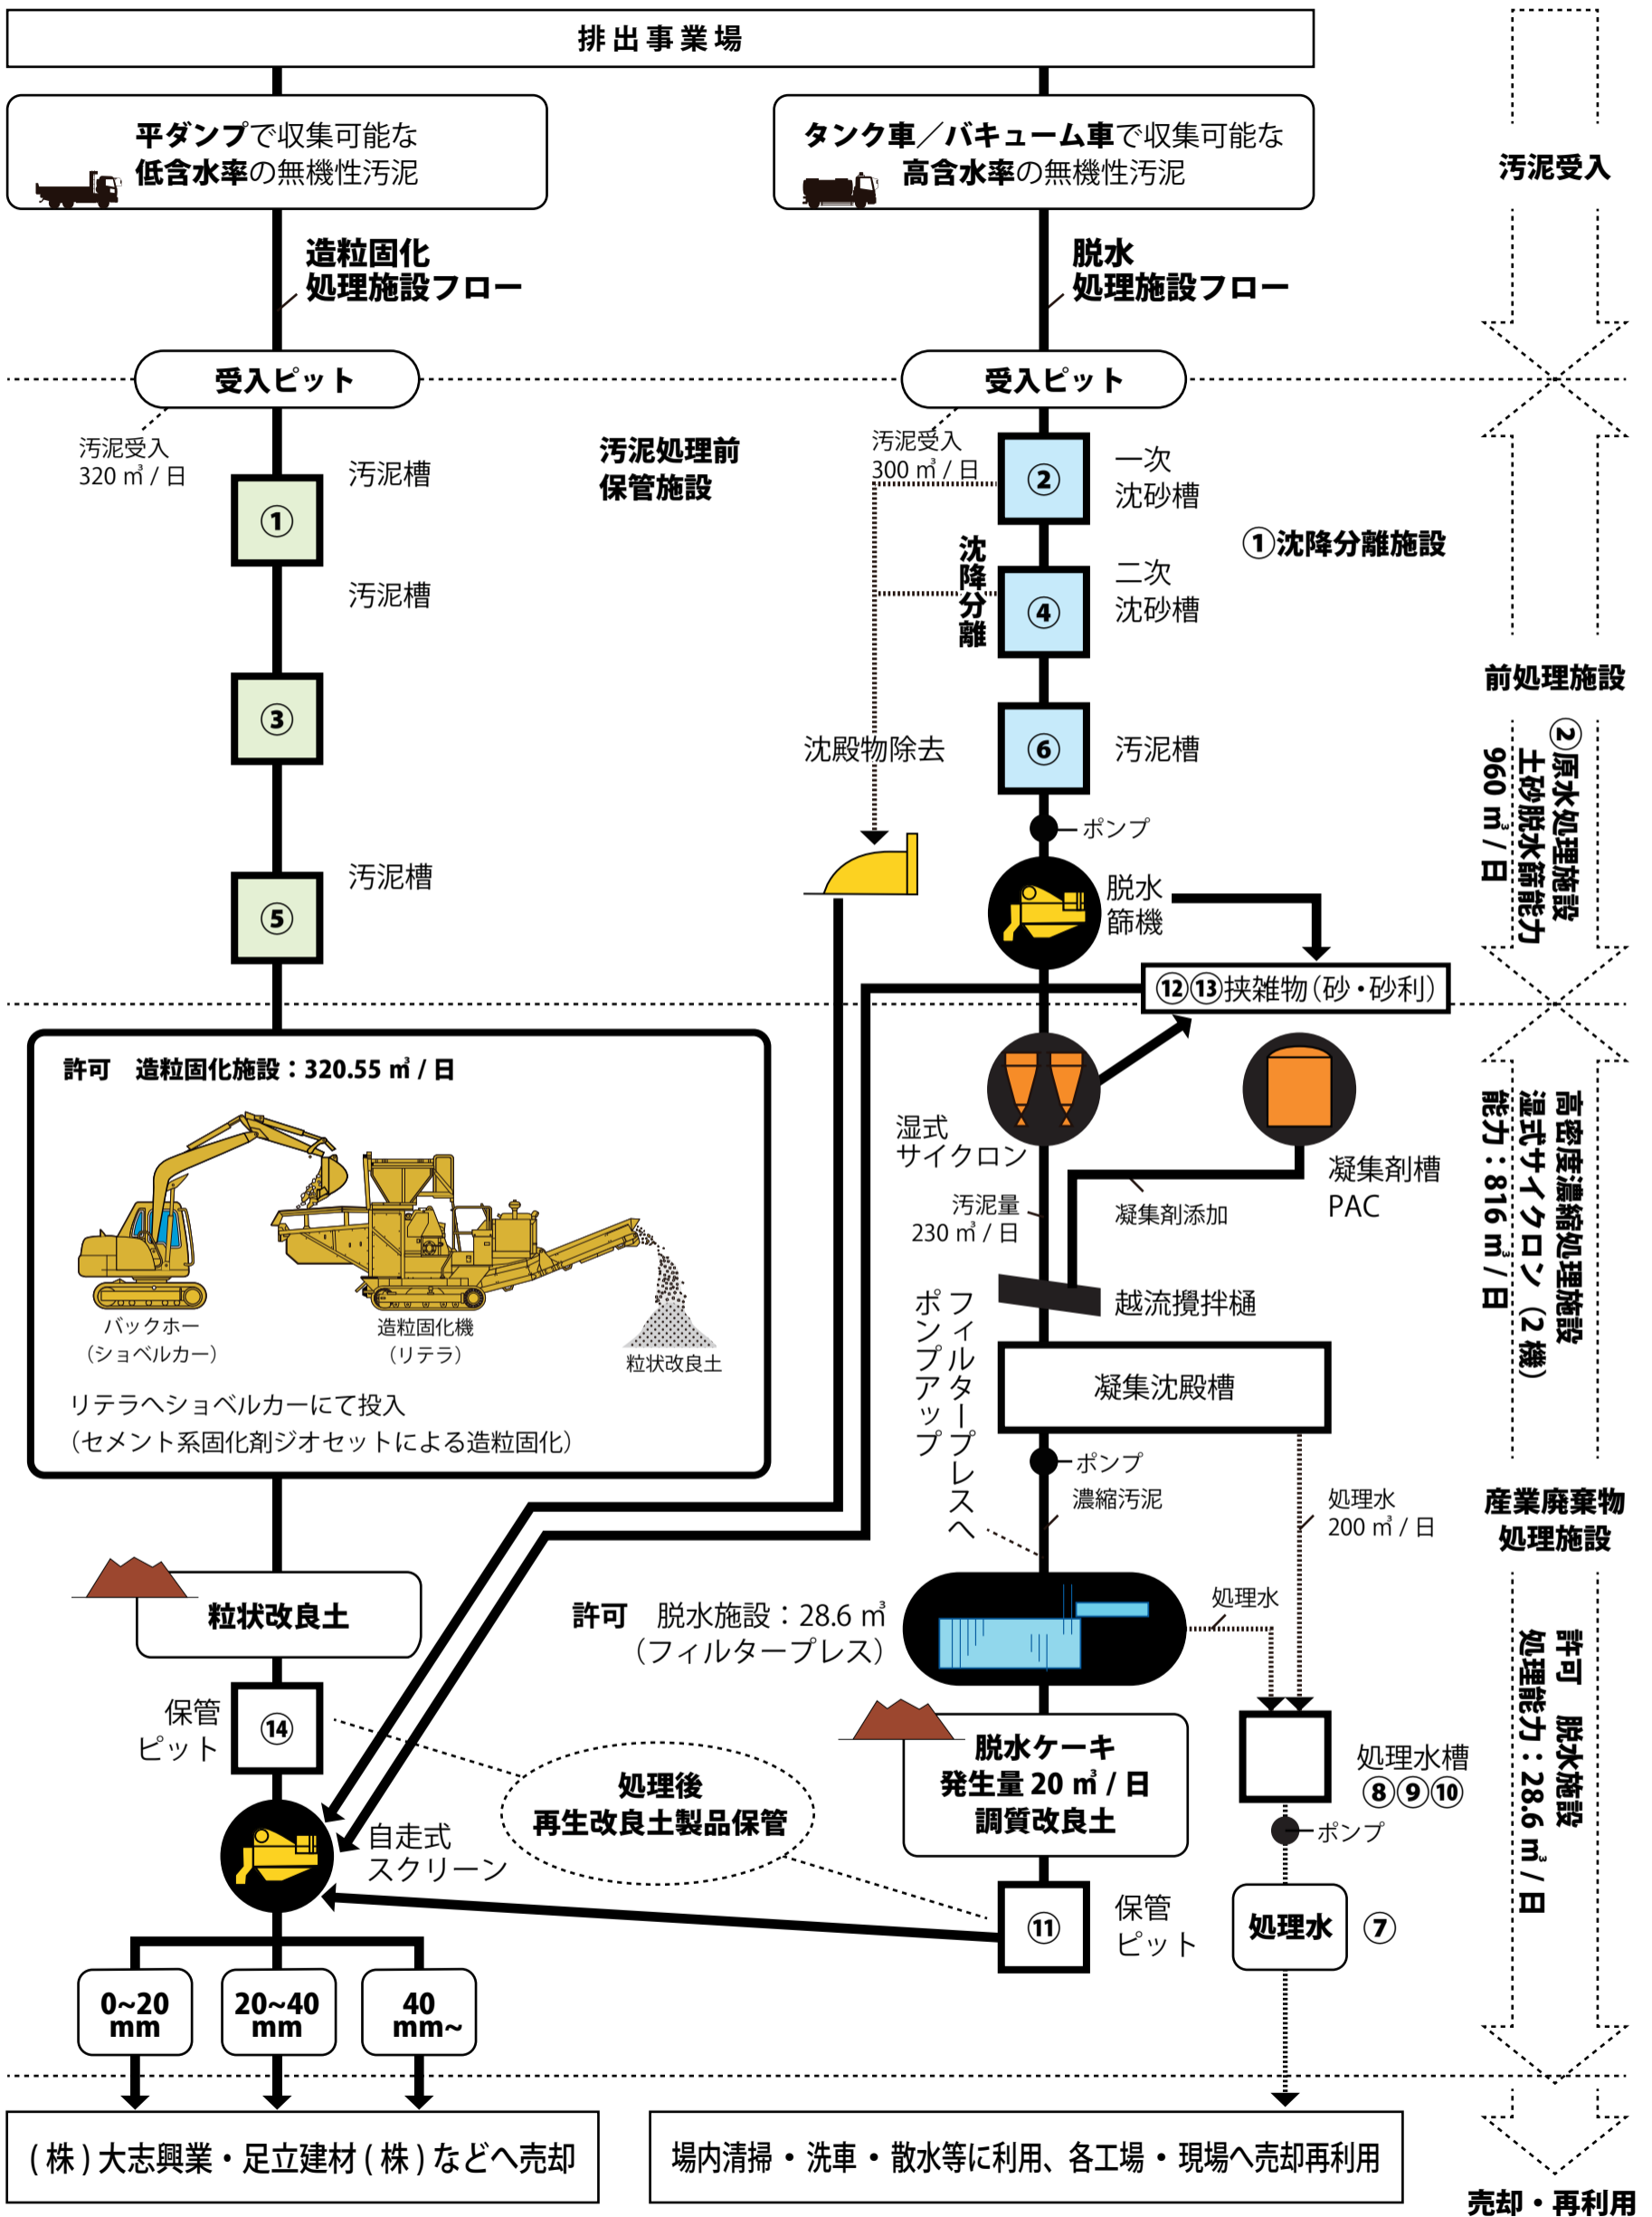 排出事業場
平ダンプで収集可能な
低含水率の無機性汚泥
タンク車／バキューム車で収集可能な
高含水率の無機性汚泥
汚泥受入
造粒固化
処理施設フロー
脱水
処理施設フロー
受入ピット
受入ピット
汚泥受入
320 ㎥ / 日
汚泥槽
①
汚泥槽
③
汚泥槽
⑤
汚泥処理前
保管施設
汚泥受入
300 ㎥ / 日
②
一次
沈砂槽
沈降分離
④
二次
沈砂槽
①沈降分離施設
⑥
汚泥槽
沈殿物除去
ポンプ
脱水
篩機
前処理施設
②原水処理施設
土砂脱水篩能力
960 ㎥ / 日
⑫⑬挟雑物（砂・砂利）
許可　造粒固化施設：320.55 ㎥ / 日
バックホー
（ショベルカー）
造粒固化機
（リテラ）
粒状改良土
リテラへショベルカーにて投入
（セメント系固化剤ジオセットによる造粒固化）
湿式
サイクロン
汚泥量
230 ㎥ / 日
凝集剤添加
凝集剤槽
PAC
越流攪拌樋
高密度濃縮処理施設
湿式サイクロン（2 機）
能力：816 ㎥ / 日
フィルタープレスへ
ポンプアップ
凝集沈殿槽
ポンプ
濃縮汚泥
処理水
200 ㎥ / 日
産業廃棄物
処理施設
粒状改良土
許可　脱水施設：28.6 ㎥
（フィルタープレス）
処理水
許可　脱水施設
処理能力：28.6 ㎥ / 日
保管
ピット
⑭
処理後
再生改良土製品保管
脱水ケーキ
発生量 20 ㎥ / 日
調質改良土
処理水槽
⑧⑨⑩
ポンプ
自走式
スクリーン
⑪
保管
ピット
処理水
⑦
0~20
mm
20~40
mm
40
mm~
( 株 ) 大志興業・足立建材 ( 株 ) などへ売却
場内清掃・洗車・散水等に利用、各工場・現場へ売却再利用
売却・再利用